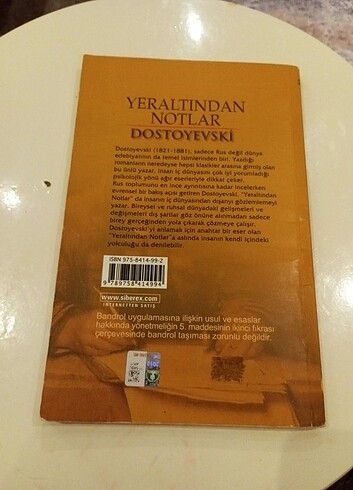 YERALTINDAN
NOTLAR
DOSTOYEVSKİ
Dostoyevski (1821-1881), sadece Rus değil dünya
edebiyatının da temel isimlerinden biri. Yazdığı
romanların neredeyse hepsi klasikler arasına girmiş olan
bu ünlü yazar, insan iç dünyasını çok iyi yorumladığı
psikolojik yönü ağır eserleriyle dikkat çeker.
Rus toplumunu en ince ayrıntısına kadar incelerken
evrensel bir bakış açısı getiren Dostoyevski, "Yeraltından
Notlar" da insanın iç dünyasından dışarıyı gözlemlemeyi
yazar. Bireysel ve ruhsal dünyadaki gelişmeleri ve
değişmeleri dış şartlar göz önüne alınmadan sadece
birey gerçeğinden yola çıkarak çözmeye çalışır.
Dostoyevski'yi anlamak için anahtar bir eser olan
"Yeraltından Notlar"a aslında insanın kendi içindeki
yolculuğu da denilebilir.
ISBN 975-8414-99-2
9 789758 414994
www.siberex.com
INTERNETTEN SATIŞ
Bandrol uygulamasına ilişkin usul ve esaslar
hakkında yönetmeliğin 5. maddesinin ikinci fıkrası
çerçevesinde bandrol taşıması zorunlu değildir.